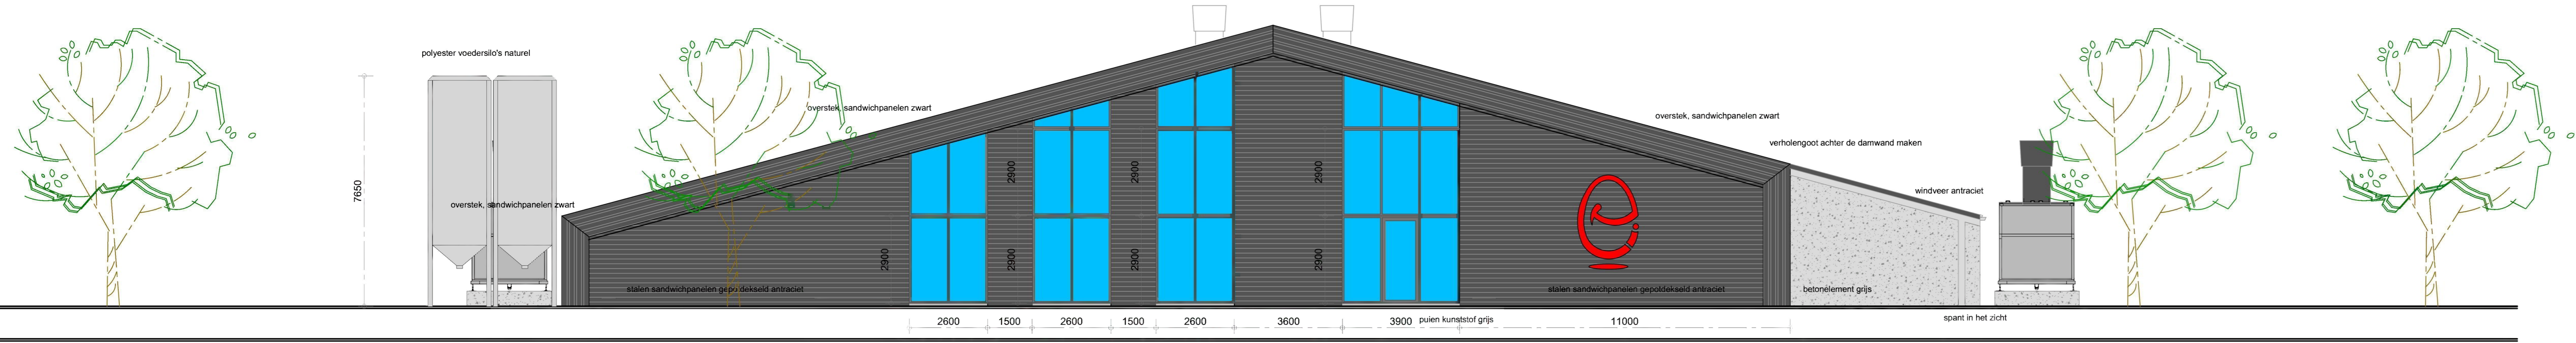 polyester voedersilo's naturel
overstek, sandwichpanelen zwart
overstek, sandwichpanelen zwart
verholengoot achter de damwand maken
7650
2900
2900
2900
windveer antraciet
overstek, sandwichpanelen zwart
2900
2900
2900
2900
stalen sandwichpanelen gepotdekseld antraciet
stalen sandwichpanelen gepotdekseld antraciet
betonelement grijs
2600
1500
2600
1500
2600
3600
3900
puien kunststof grijs
11000
spant in het zicht